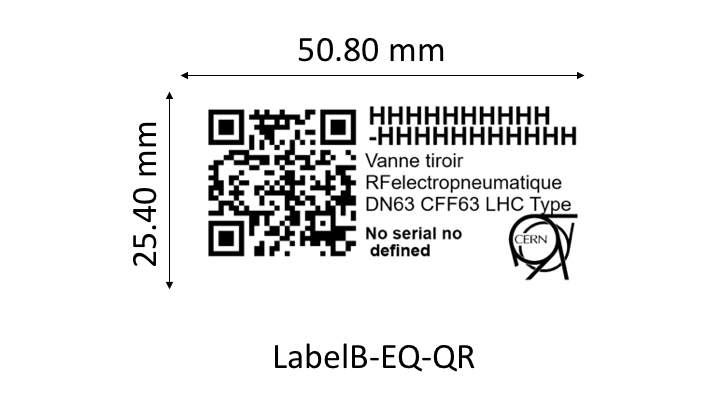 50.80 mm
25.40 mm
HHHHHHHHHH
-HHHHHHHHHHH
Vanne tiroir
RFelectropneumatique
DN63 CFF63 LHC Type
No serial no
defined
CERN
LabelB-EQ-QR